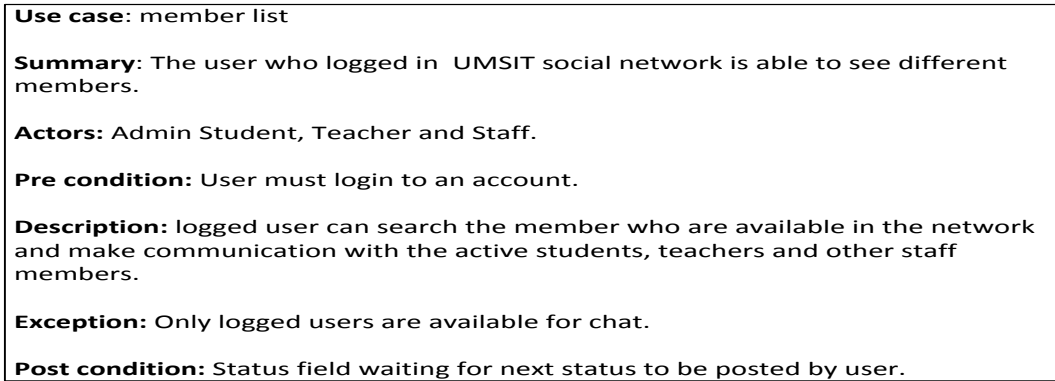 Use case: member list
Summary: The user who logged in  UMSIT social network is able to see different
members.
Actors: Admin Student, Teacher and Staff.
Pre condition: User must login to an account.
Description: logged user can search the member who are available in the network
and make communication with the active students, teachers and other staff
members.
Exception: Only logged users are available for chat.
Post condition: Status field waiting for next status to be posted by user.